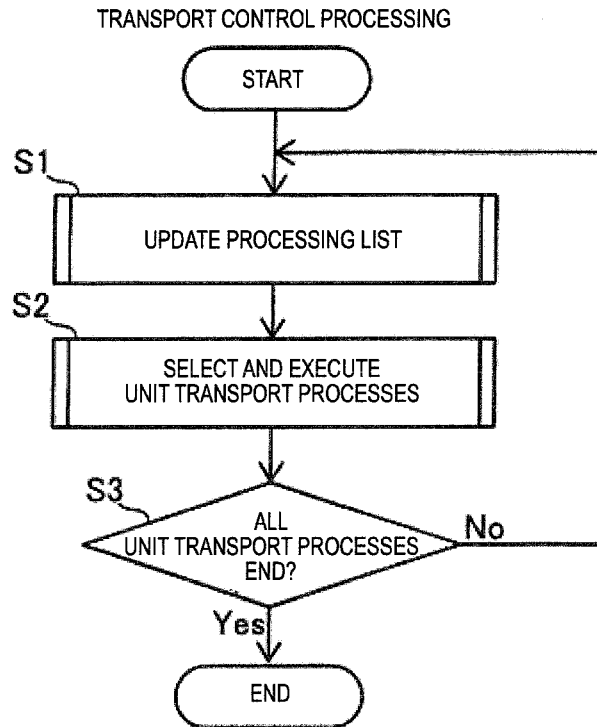 TRANSPORT CONTROL PROCESSING
START
S1
UPDATE PROCESSING LIST
S2
SELECT AND EXECUTE
UNIT TRANSPORT PROCESSES
S3
ALL
UNIT TRANSPORT PROCESSES
END?
No
Yes
END